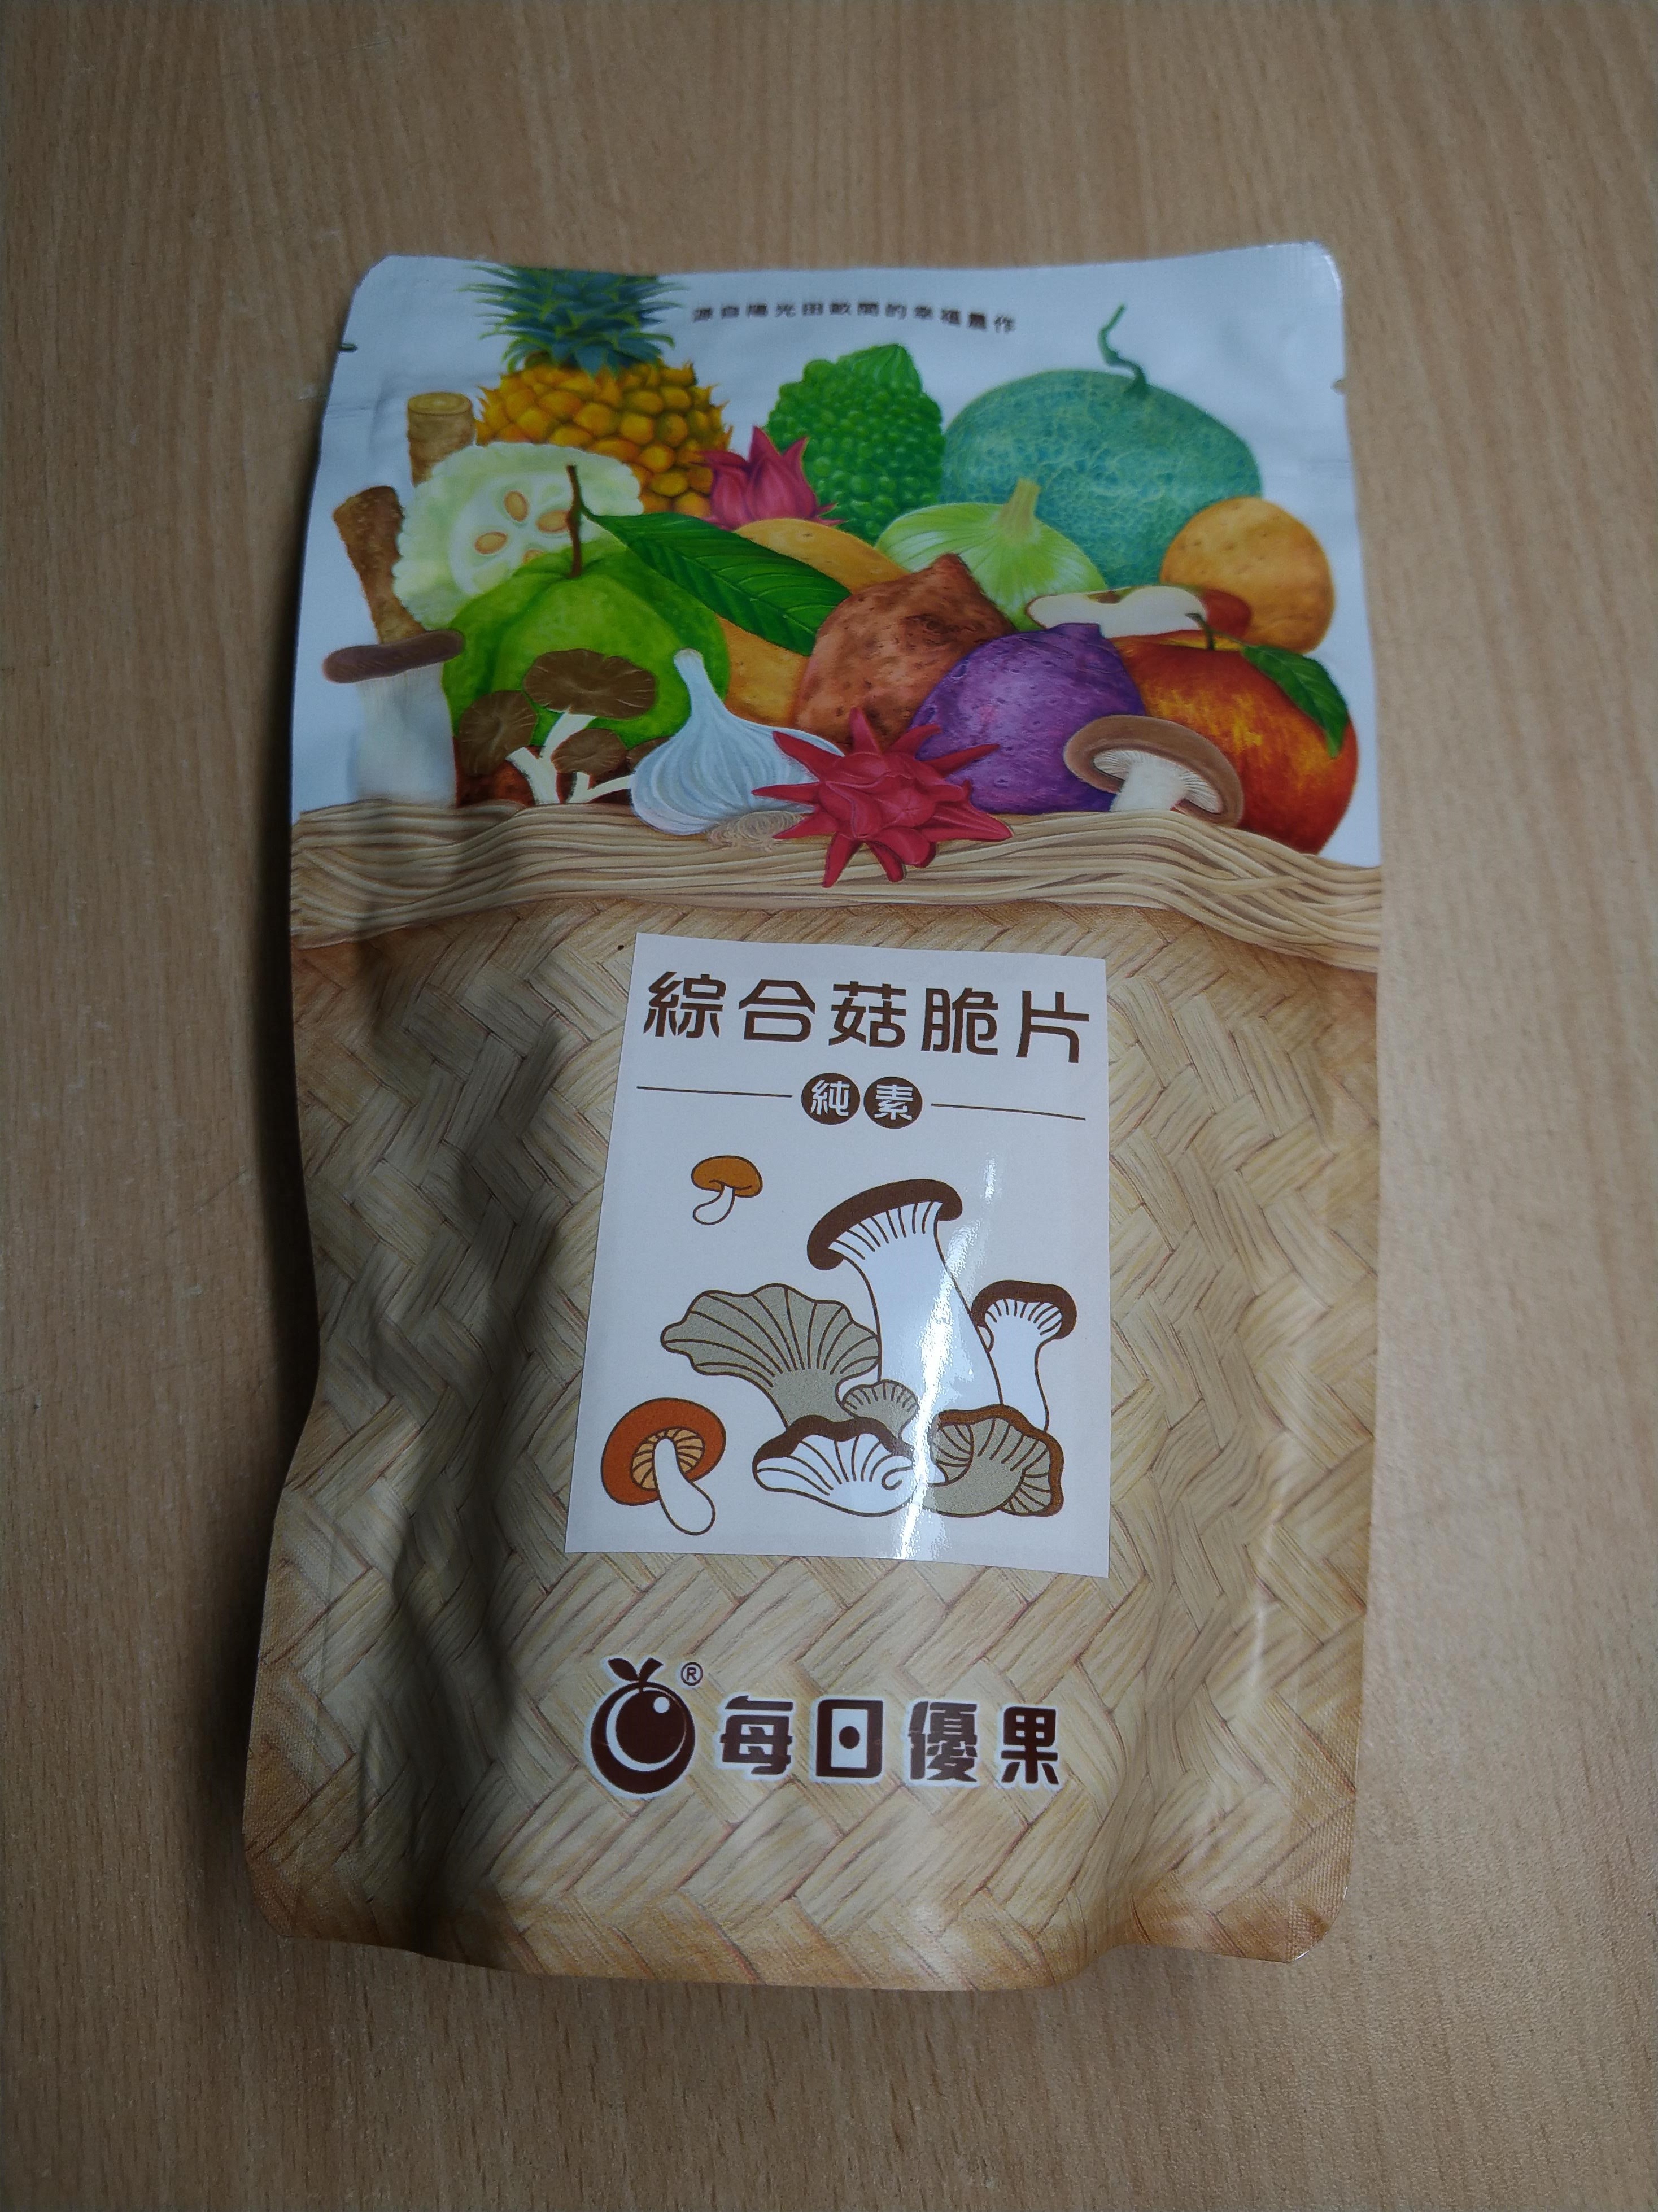 源自陽光田畝間的幸福農作
綜合菇脆片
純素
®
每日優果